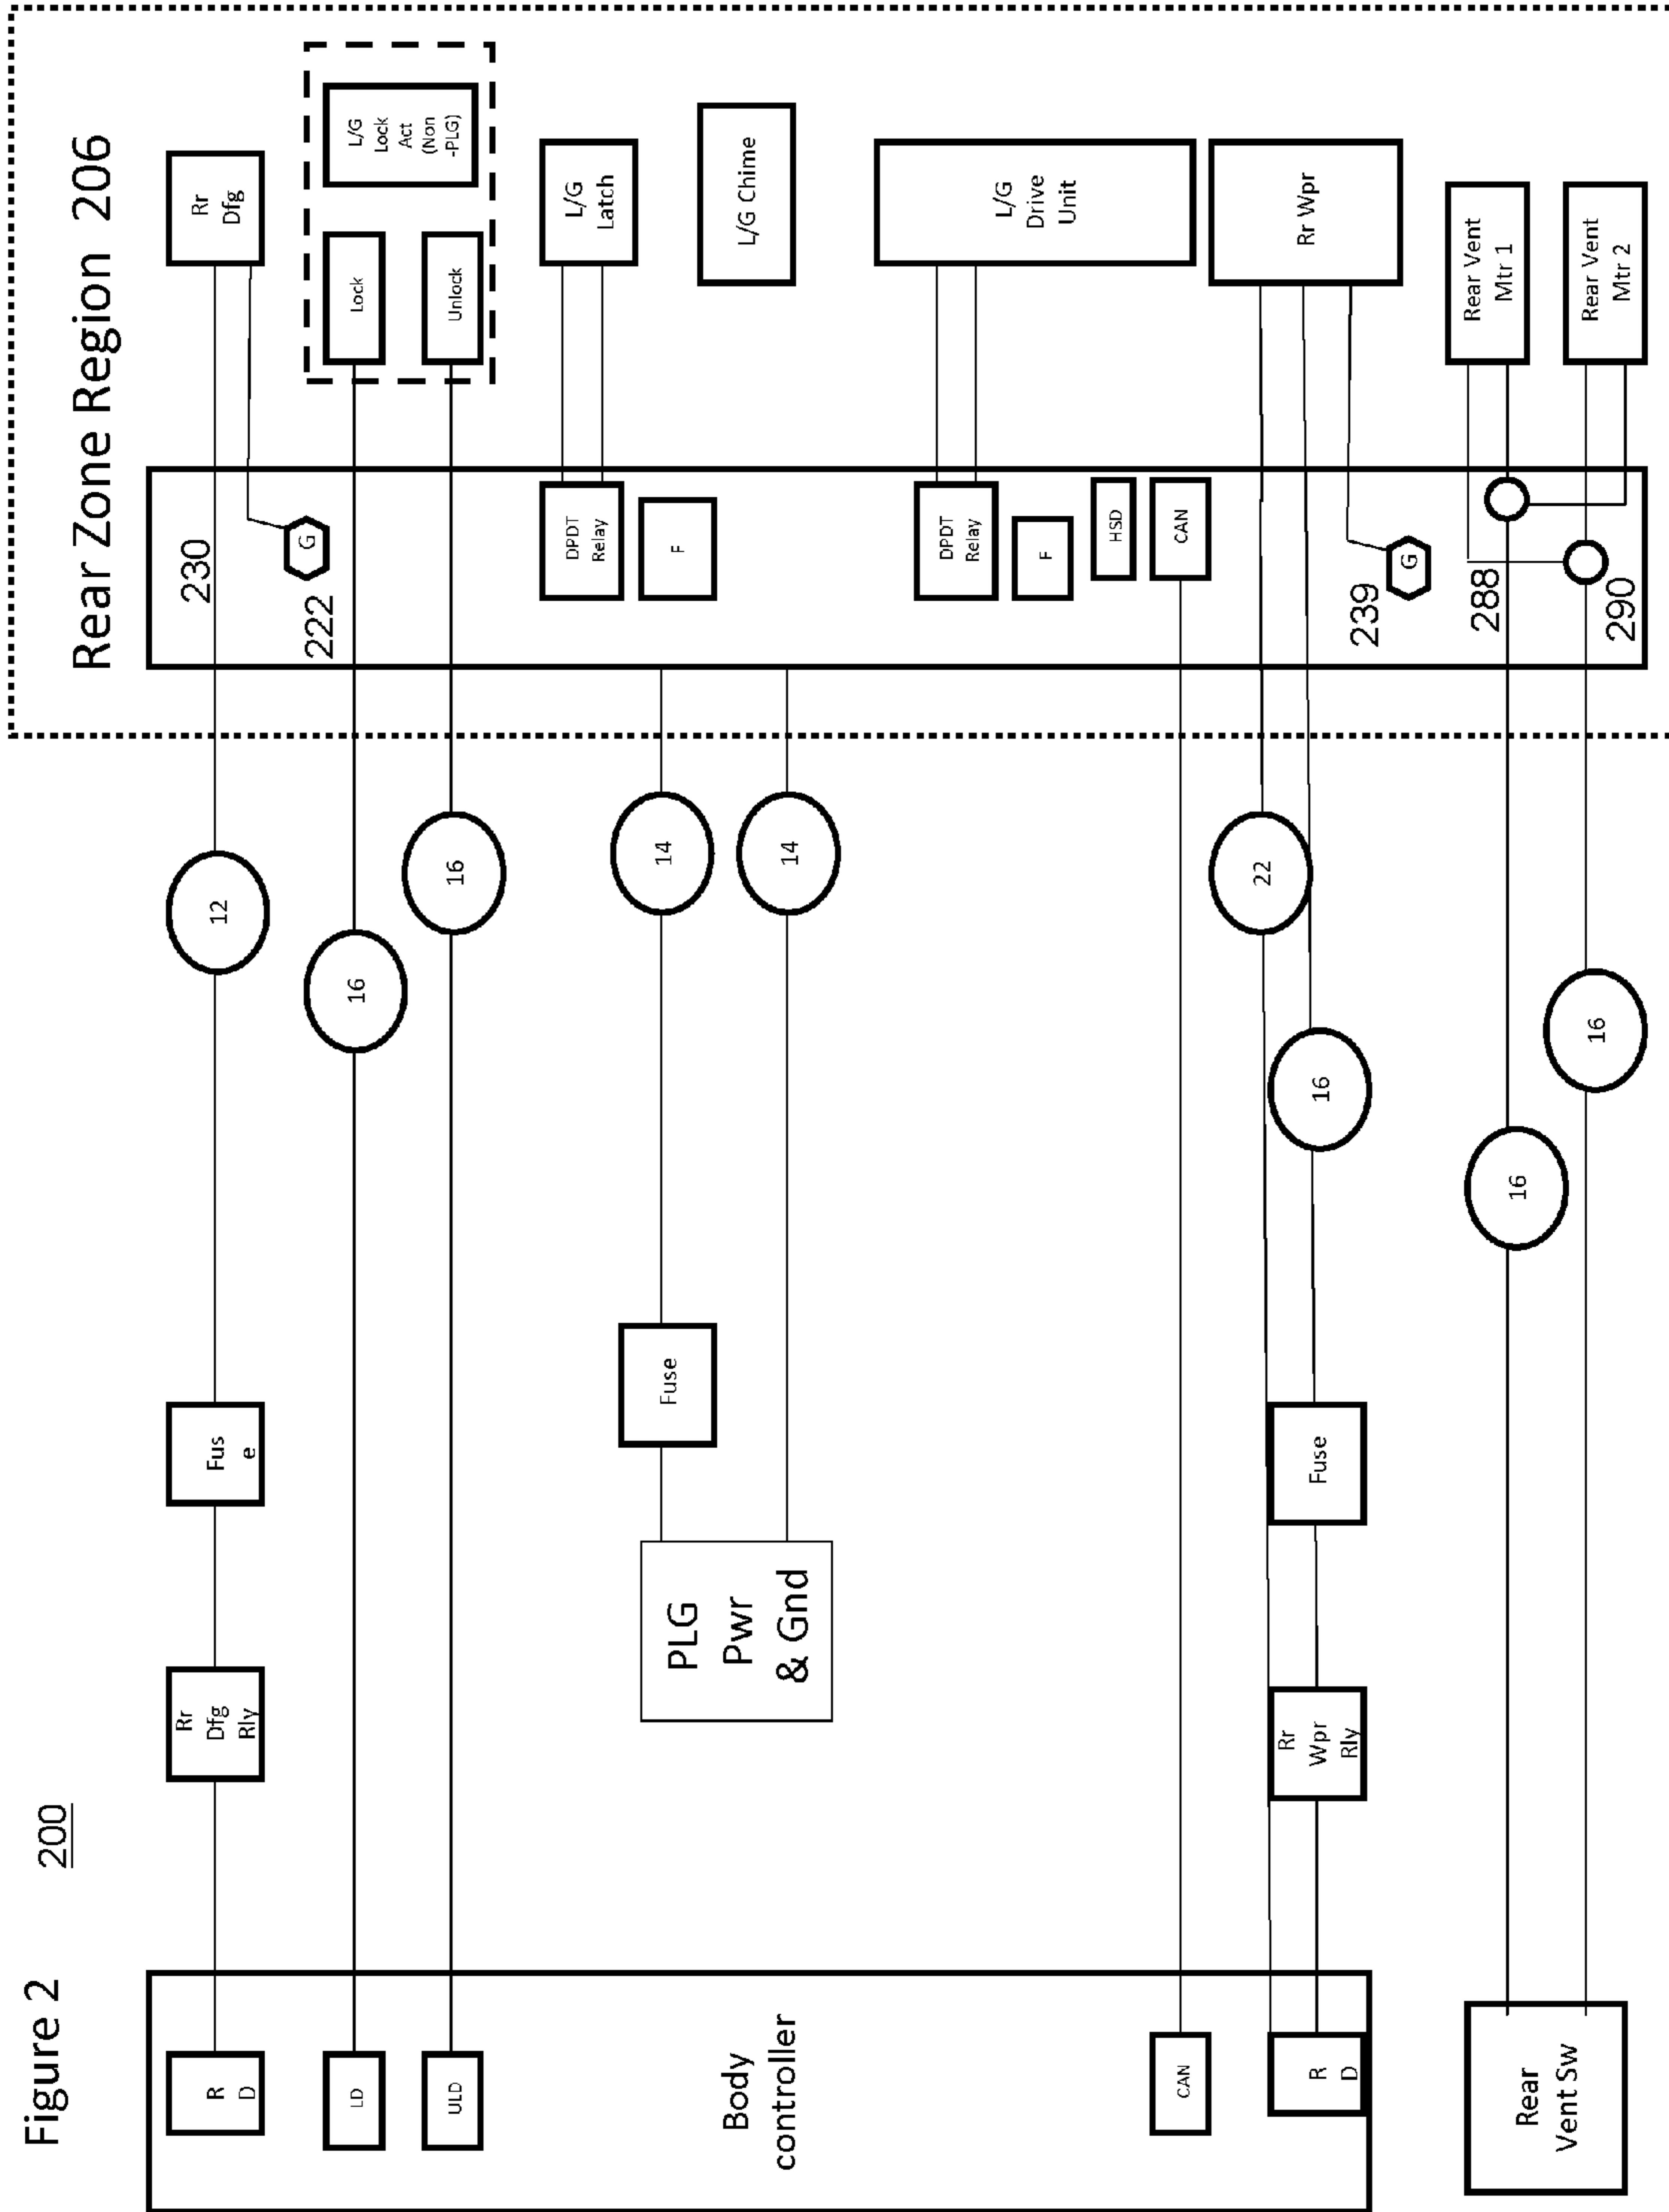 Figure 2
200
Rear Zone Region 206
R
D
Rr
Dfg
Rly
Fus
e
12
230
Rr
Dfg
222
G
LD
16
Lock
L/G
Lock
Act
(Non
-PLG)
ULD
16
Unlock
Body
controller
PLG
Pwr
& Gnd
Fuse
14
14
DPDT
Relay
F
L/G
Latch
L/G Chime
DPDT
Relay
F
HSD
CAN
L/G
Drive
Unit
CAN
22
R
D
Rr
Wpr
Rly
Fuse
16
Rr Wpr
239
G
Rear
Vent Sw
16
16
288
290
Rear Vent
Mtr 1
Rear Vent
Mtr 2